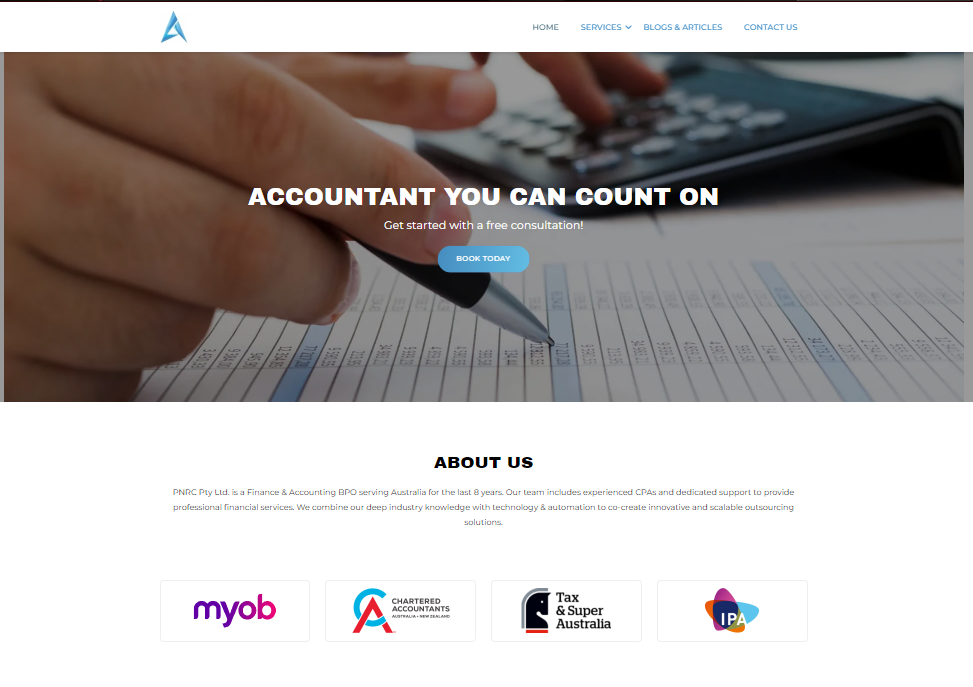 HOME SERVICES BLOGS & ARTICLES CONTACT US
ACCOUNTANT YOU CAN COUNT ON
Get started with a free consultation!
BOOK TODAY
ABOUT US
PNRC Pty Ltd. is a Finance & Accounting BPO serving Australia for the last 8 years. Our team includes experienced CPAs and dedicated support to provide
professional financial services. We combine our deep industry knowledge with technology & automation to co-create innovative and scalable outsourcing
solutions.
myob
CHARTERED
ACCOUNTANTS
AUSTRALIA + NEW ZEALAND
Tax
& Super
Australia
IPA